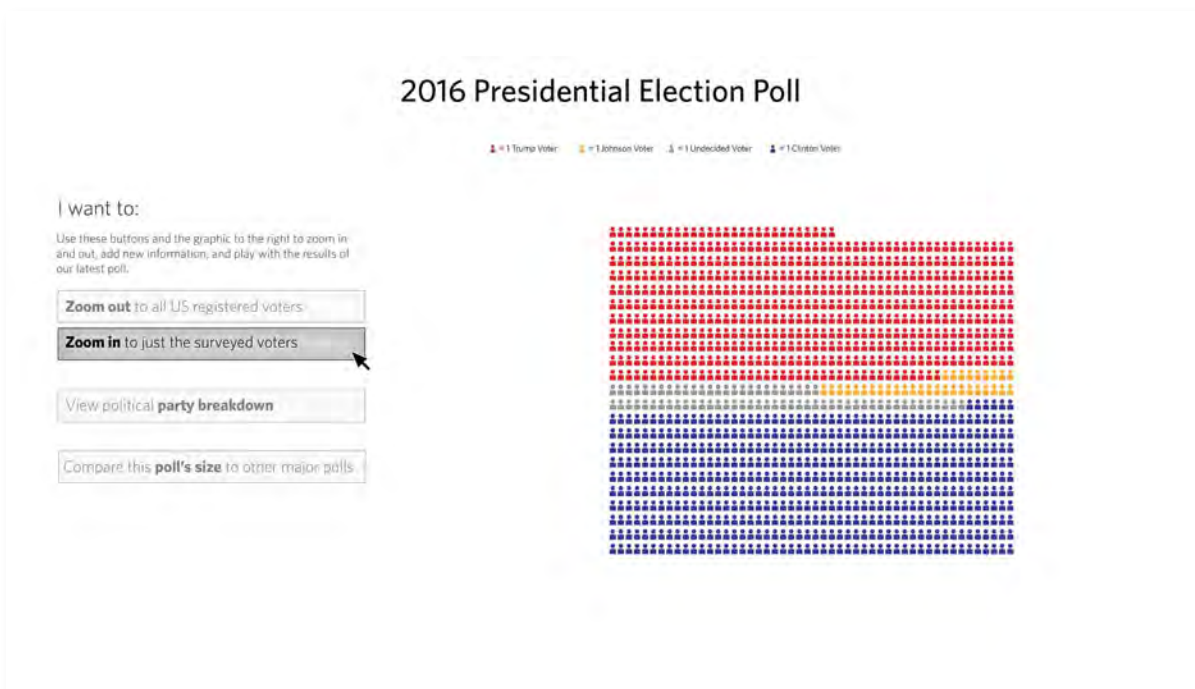 2016 Presidential Election Poll
= 1 Trump Voter = 1 Johnson Voter = 1 Undecided Voter = 1 Clinton Voter
I want to:
Use these buttons and the graphic to the right to zoom in
and out, add new information, and play with the results of
our latest poll.
Zoom out to all US registered voters
Zoom in to just the surveyed voters
View political party breakdown
Compare this poll's size to other major polls